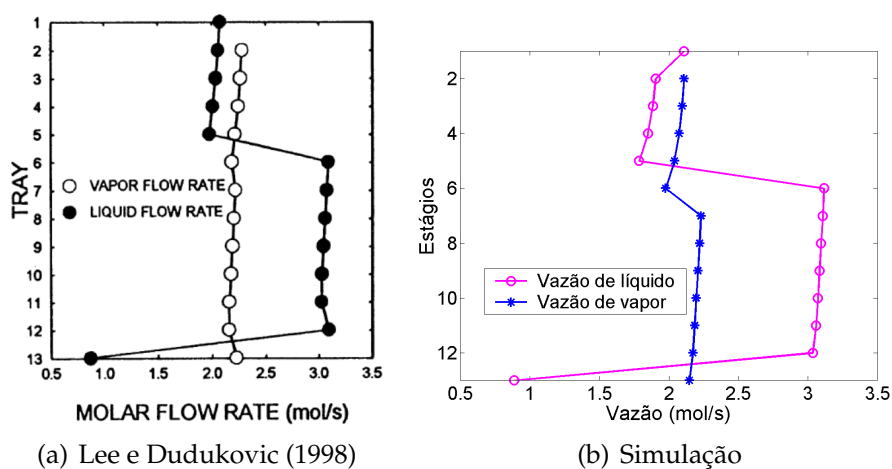 1
2
3
4
5
6
7
8
9
10
11
12
13
TRAY
VAPOR FLOW RATE
LIQUID FLOW RATE
0.5 1.0 1.5 2.0 2.5 3.0 3.5
MOLAR FLOW RATE (mol/s)
(a) Lee e Dudukovic (1998)
2
4
6
8
10
12
Estágios
Vazão de líquido
Vazão de vapor
0.5 1 1.5 2 2.5 3 3.5
Vazão (mol/s)
(b) Simulação